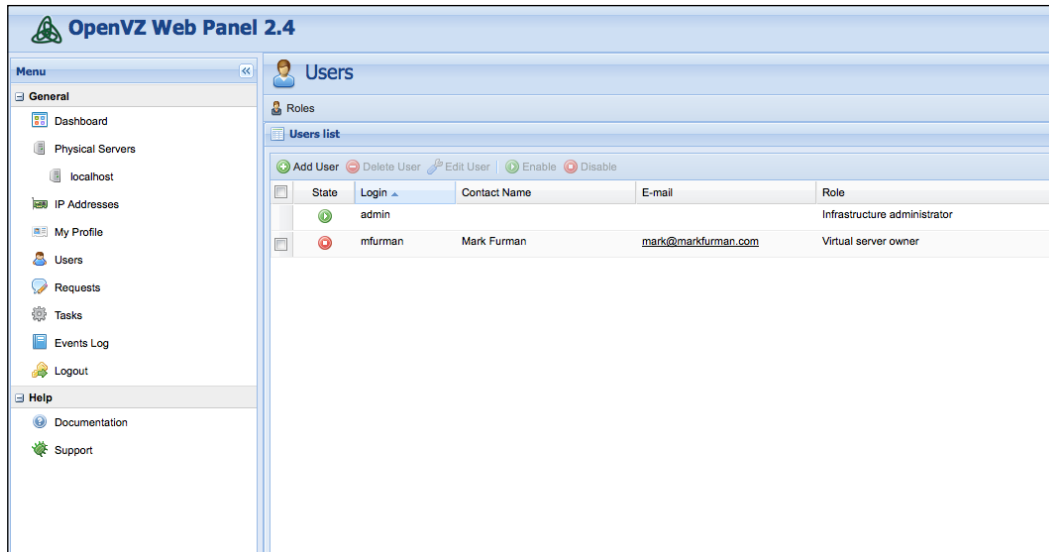 OpenVZ Web Panel 2.4
Menu
General
Dashboard
Physical Servers
localhost
IP Addresses
My Profile
Users
Requests
Tasks
Events Log
Logout
Help
Documentation
Support
Users
Roles
Users list
Add User Delete User Edit User Enable Disable
State Login Contact Name E-mail Role
admin Infrastructure administrator
mfurman Mark Furman mark@markfurman.com Virtual server owner